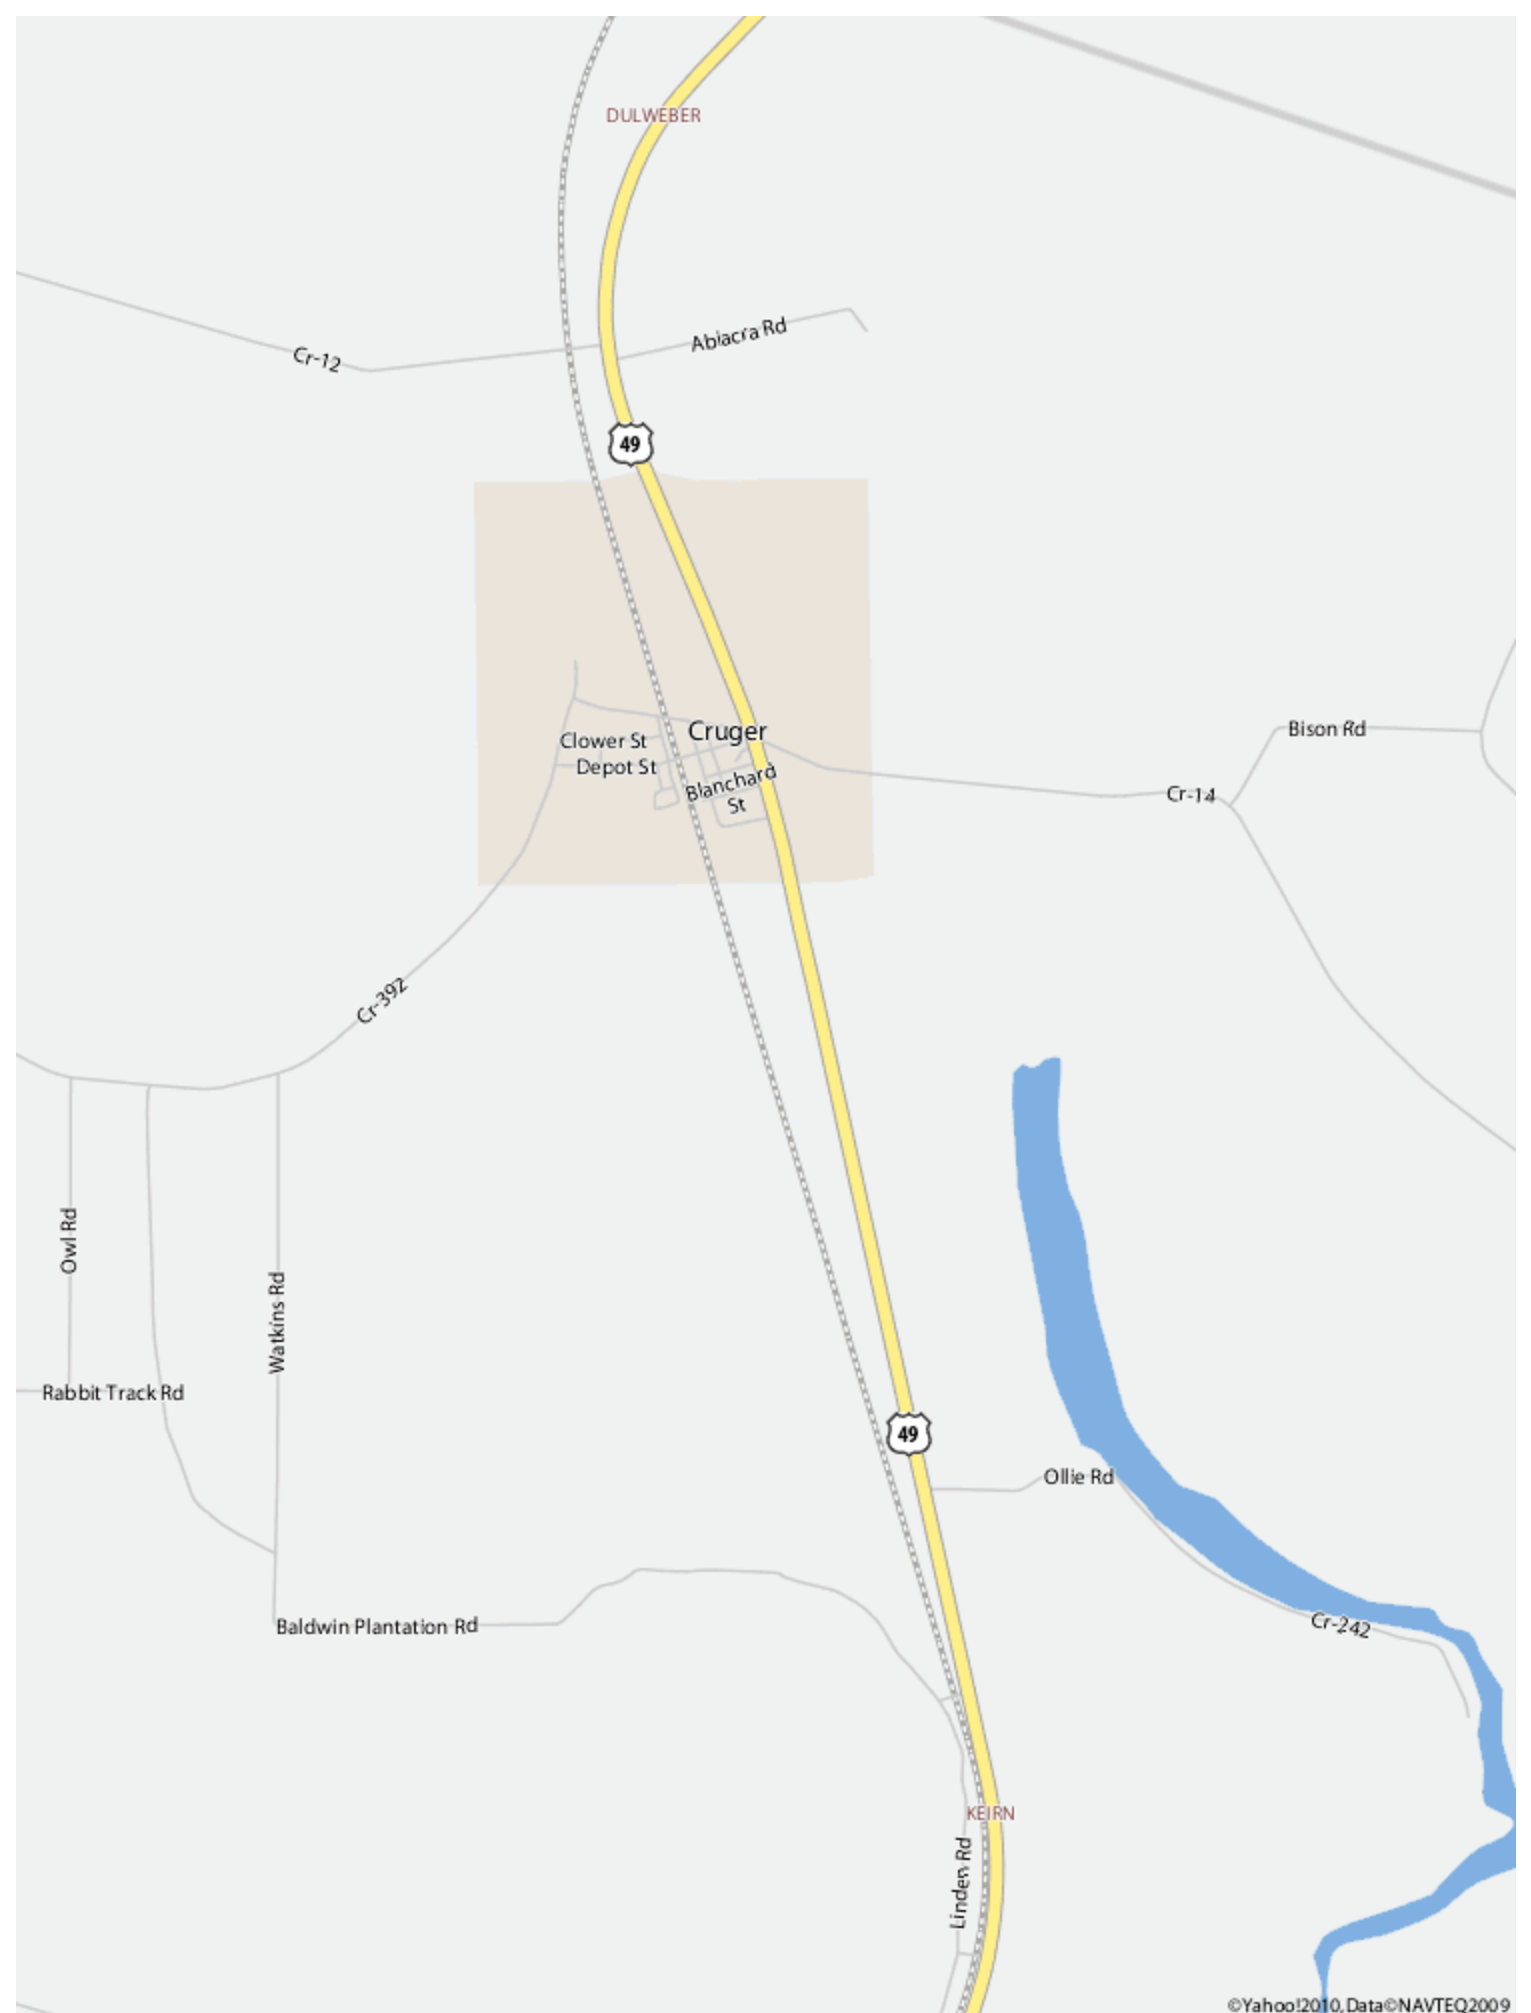 DULWEBER
Abiacra Rd
Cr-12
49
Cruger
Bison Rd
Clower St
Depot St
Blanchard
St
Cr-14
Cr-392
Owl Rd
Watkins Rd
Rabbit Track Rd
49
Ollie Rd
Baldwin Plantation Rd
Cr-242
KEIRN
Linden Rd
©Yahoo!2010,Data©NAVTEQ2009